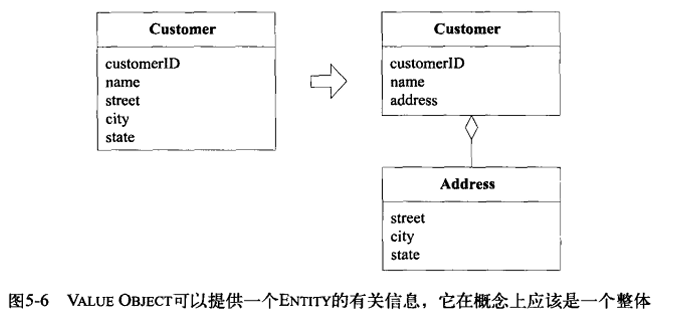 Customer
customerID
name
street
city
state
Customer
customerID
name
address
Address
street
city
state
图5-6 VALUE OBJECT可以提供一个ENTITY的有关信息，它在概念上应该是一个整体